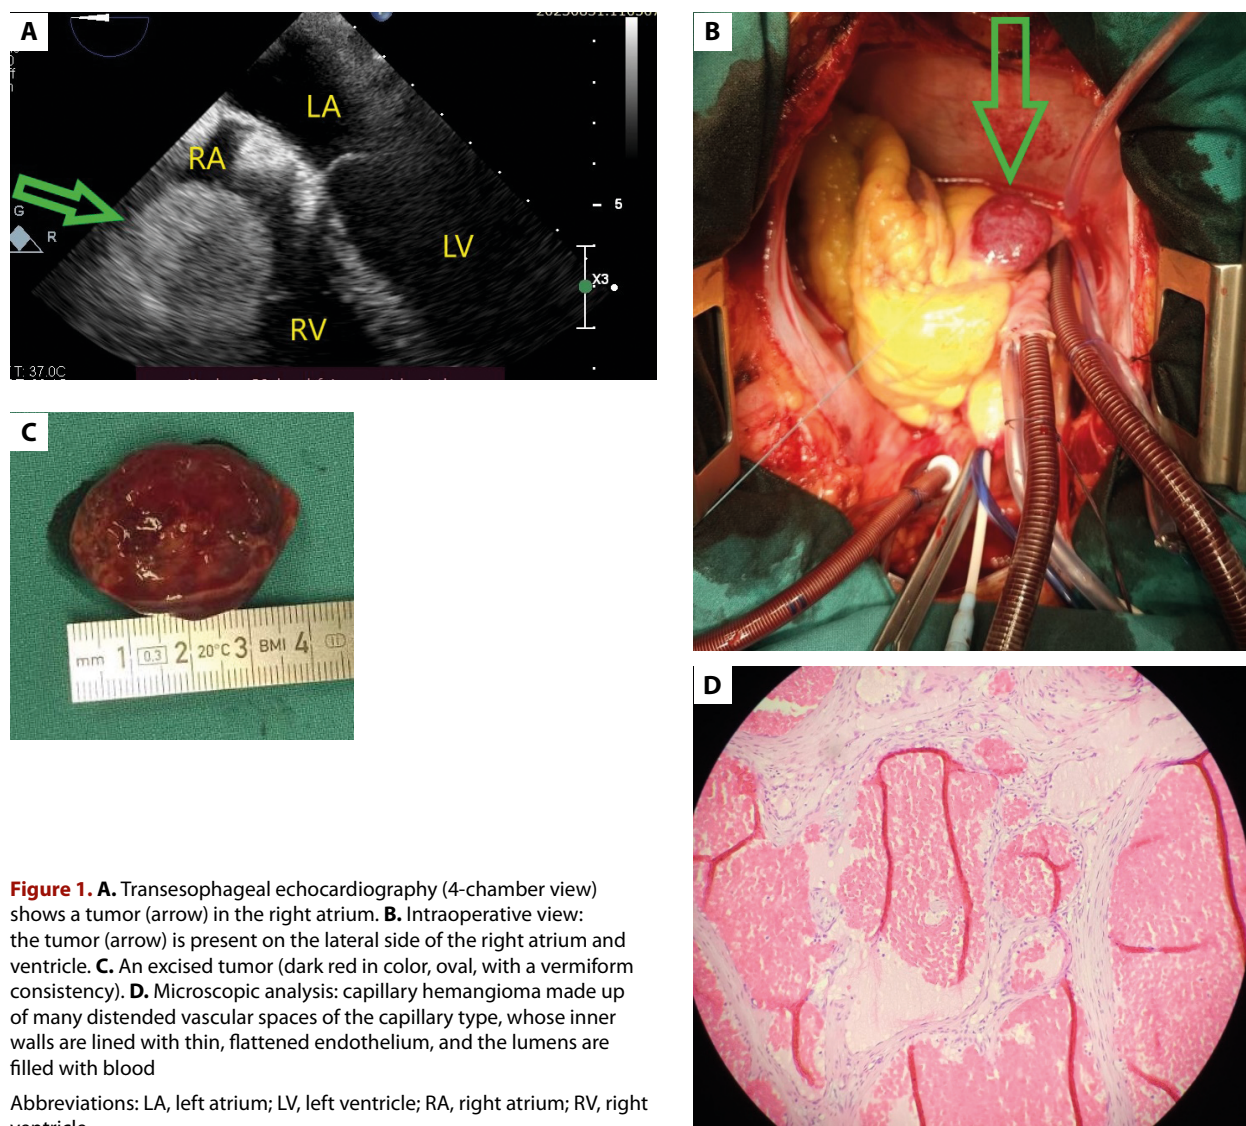 A
LA
RA
G
R
5
LV
X3
RV
T: 37.0C
B
C
mm 1 0.3 2 20°C 3 BMI 4 11
D
Figure 1. A. Transesophageal echocardiography (4-chamber view)
shows a tumor (arrow) in the right atrium. B. Intraoperative view:
the tumor (arrow) is present on the lateral side of the right atrium and
ventricle. C. An excised tumor (dark red in color, oval, with a vermiform
consistency). D. Microscopic analysis: capillary hemangioma made up
of many distended vascular spaces of the capillary type, whose inner
walls are lined with thin, flattened endothelium, and the lumens are
filled with blood
Abbreviations: LA, left atrium; LV, left ventricle; RA, right atrium; RV, right